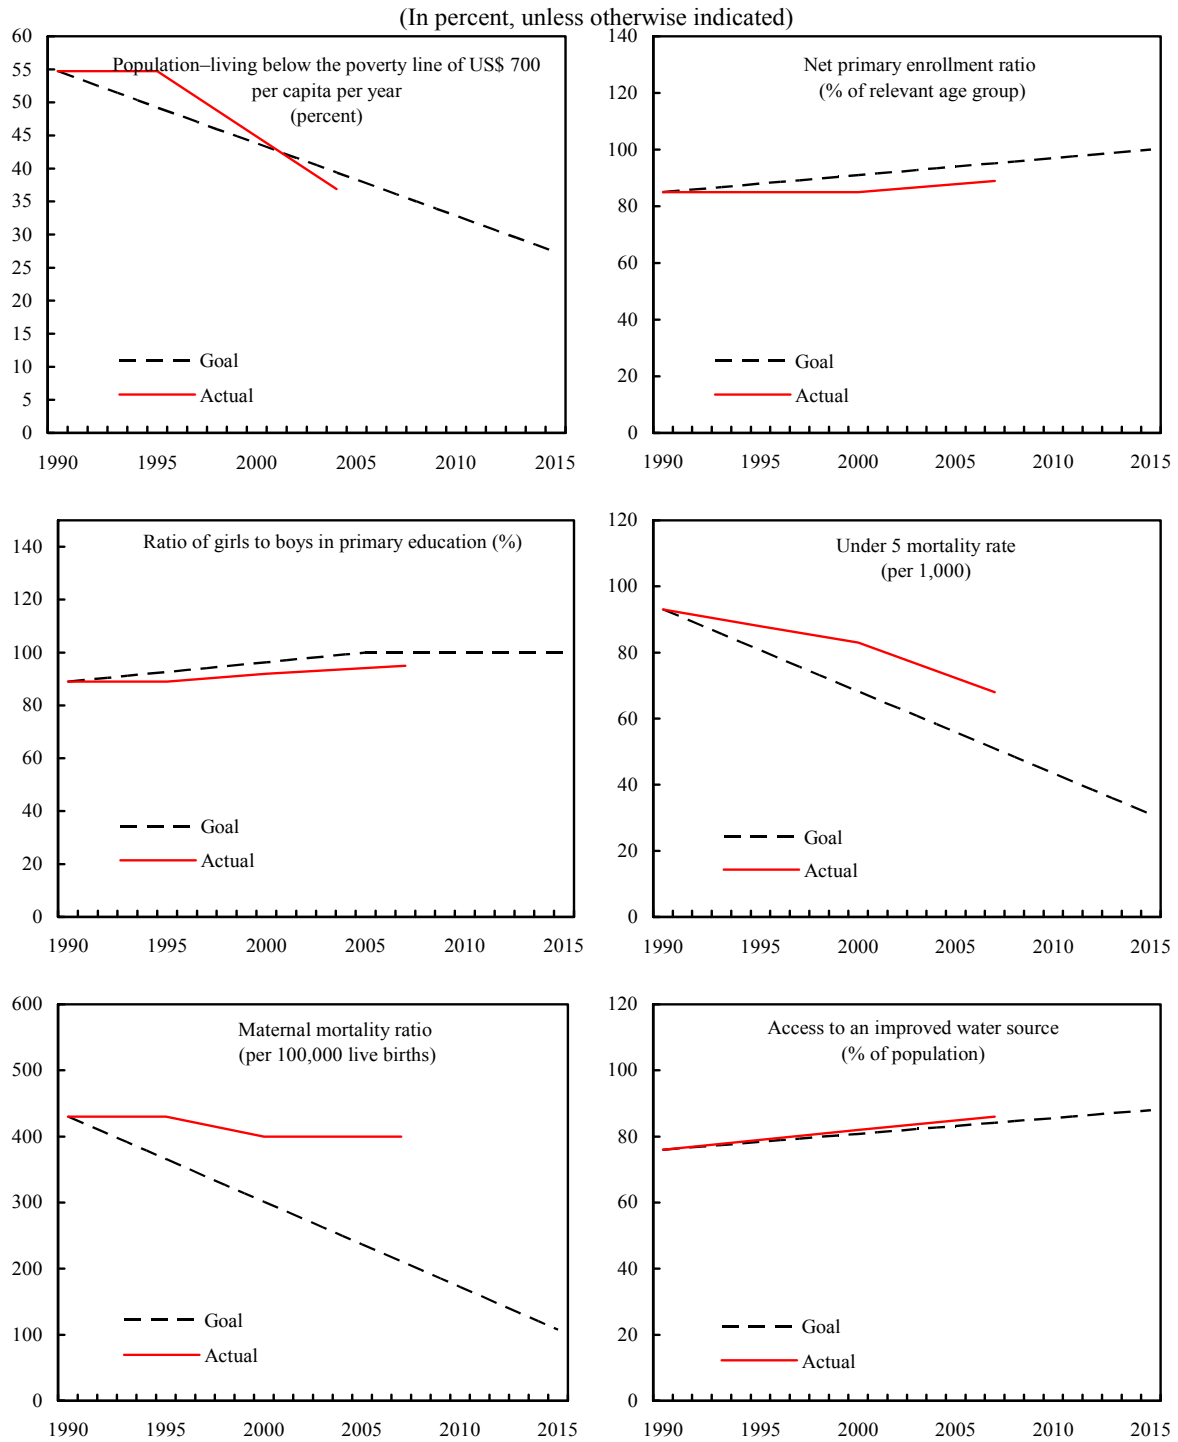 (In percent, unless otherwise indicated)
Population–living below the poverty line of US$ 700
per capita per year
(percent)
60
55
50
45
40
35
30
25
20
15
10
5
0
Goal
Actual
1990 1995 2000 2005 2010 2015
Net primary enrollment ratio
(% of relevant age group)
140
120
100
80
60
40
20
0
Goal
Actual
1990 1995 2000 2005 2010 2015
Ratio of girls to boys in primary education (%)
140
120
100
80
60
40
20
0
Goal
Actual
1990 1995 2000 2005 2010 2015
Under 5 mortality rate
(per 1,000)
120
100
80
60
40
20
0
Goal
Actual
1990 1995 2000 2005 2010 2015
Maternal mortality ratio
(per 100,000 live births)
600
500
400
300
200
100
0
Goal
Actual
1990 1995 2000 2005 2010 2015
Access to an improved water source
(% of population)
120
100
80
60
40
20
0
Goal
Actual
1990 1995 2000 2005 2010 2015